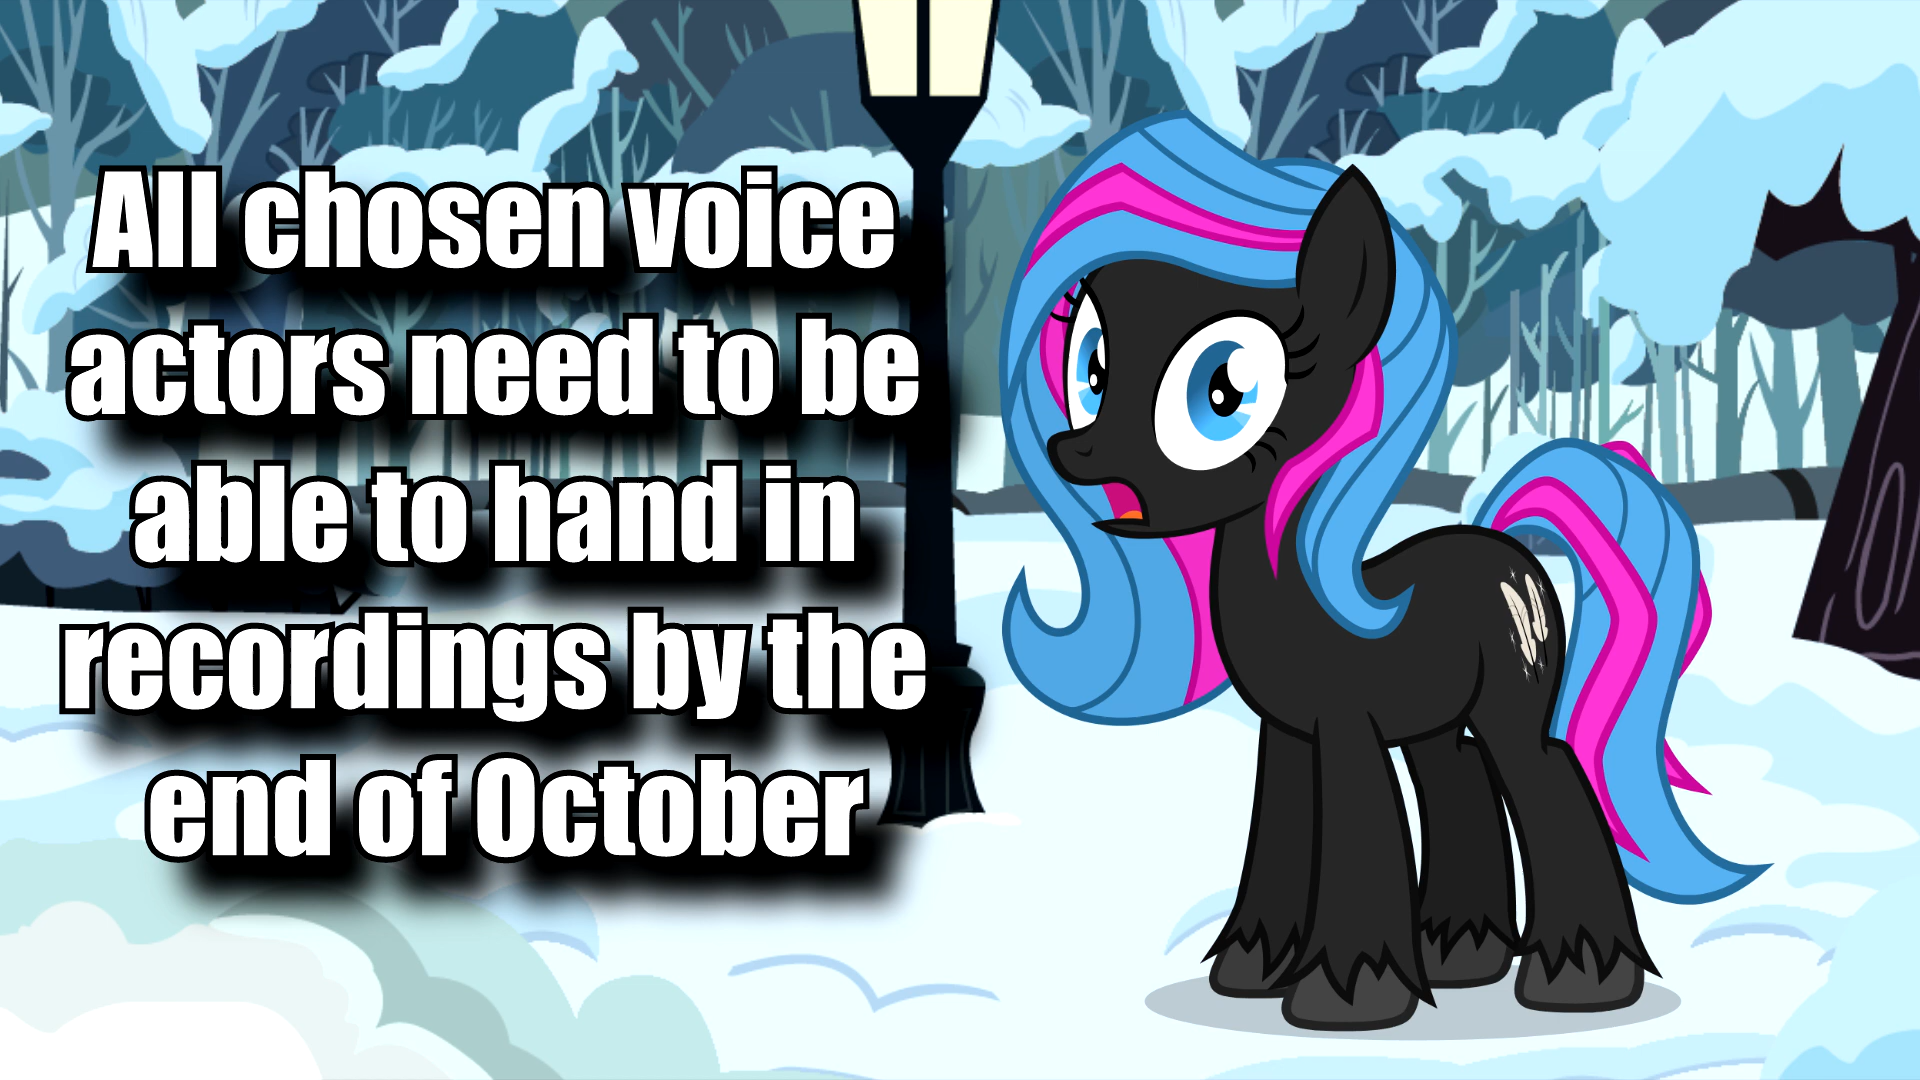 All chosen voice
actors need to be
able to hand in
recordings by the
end of October